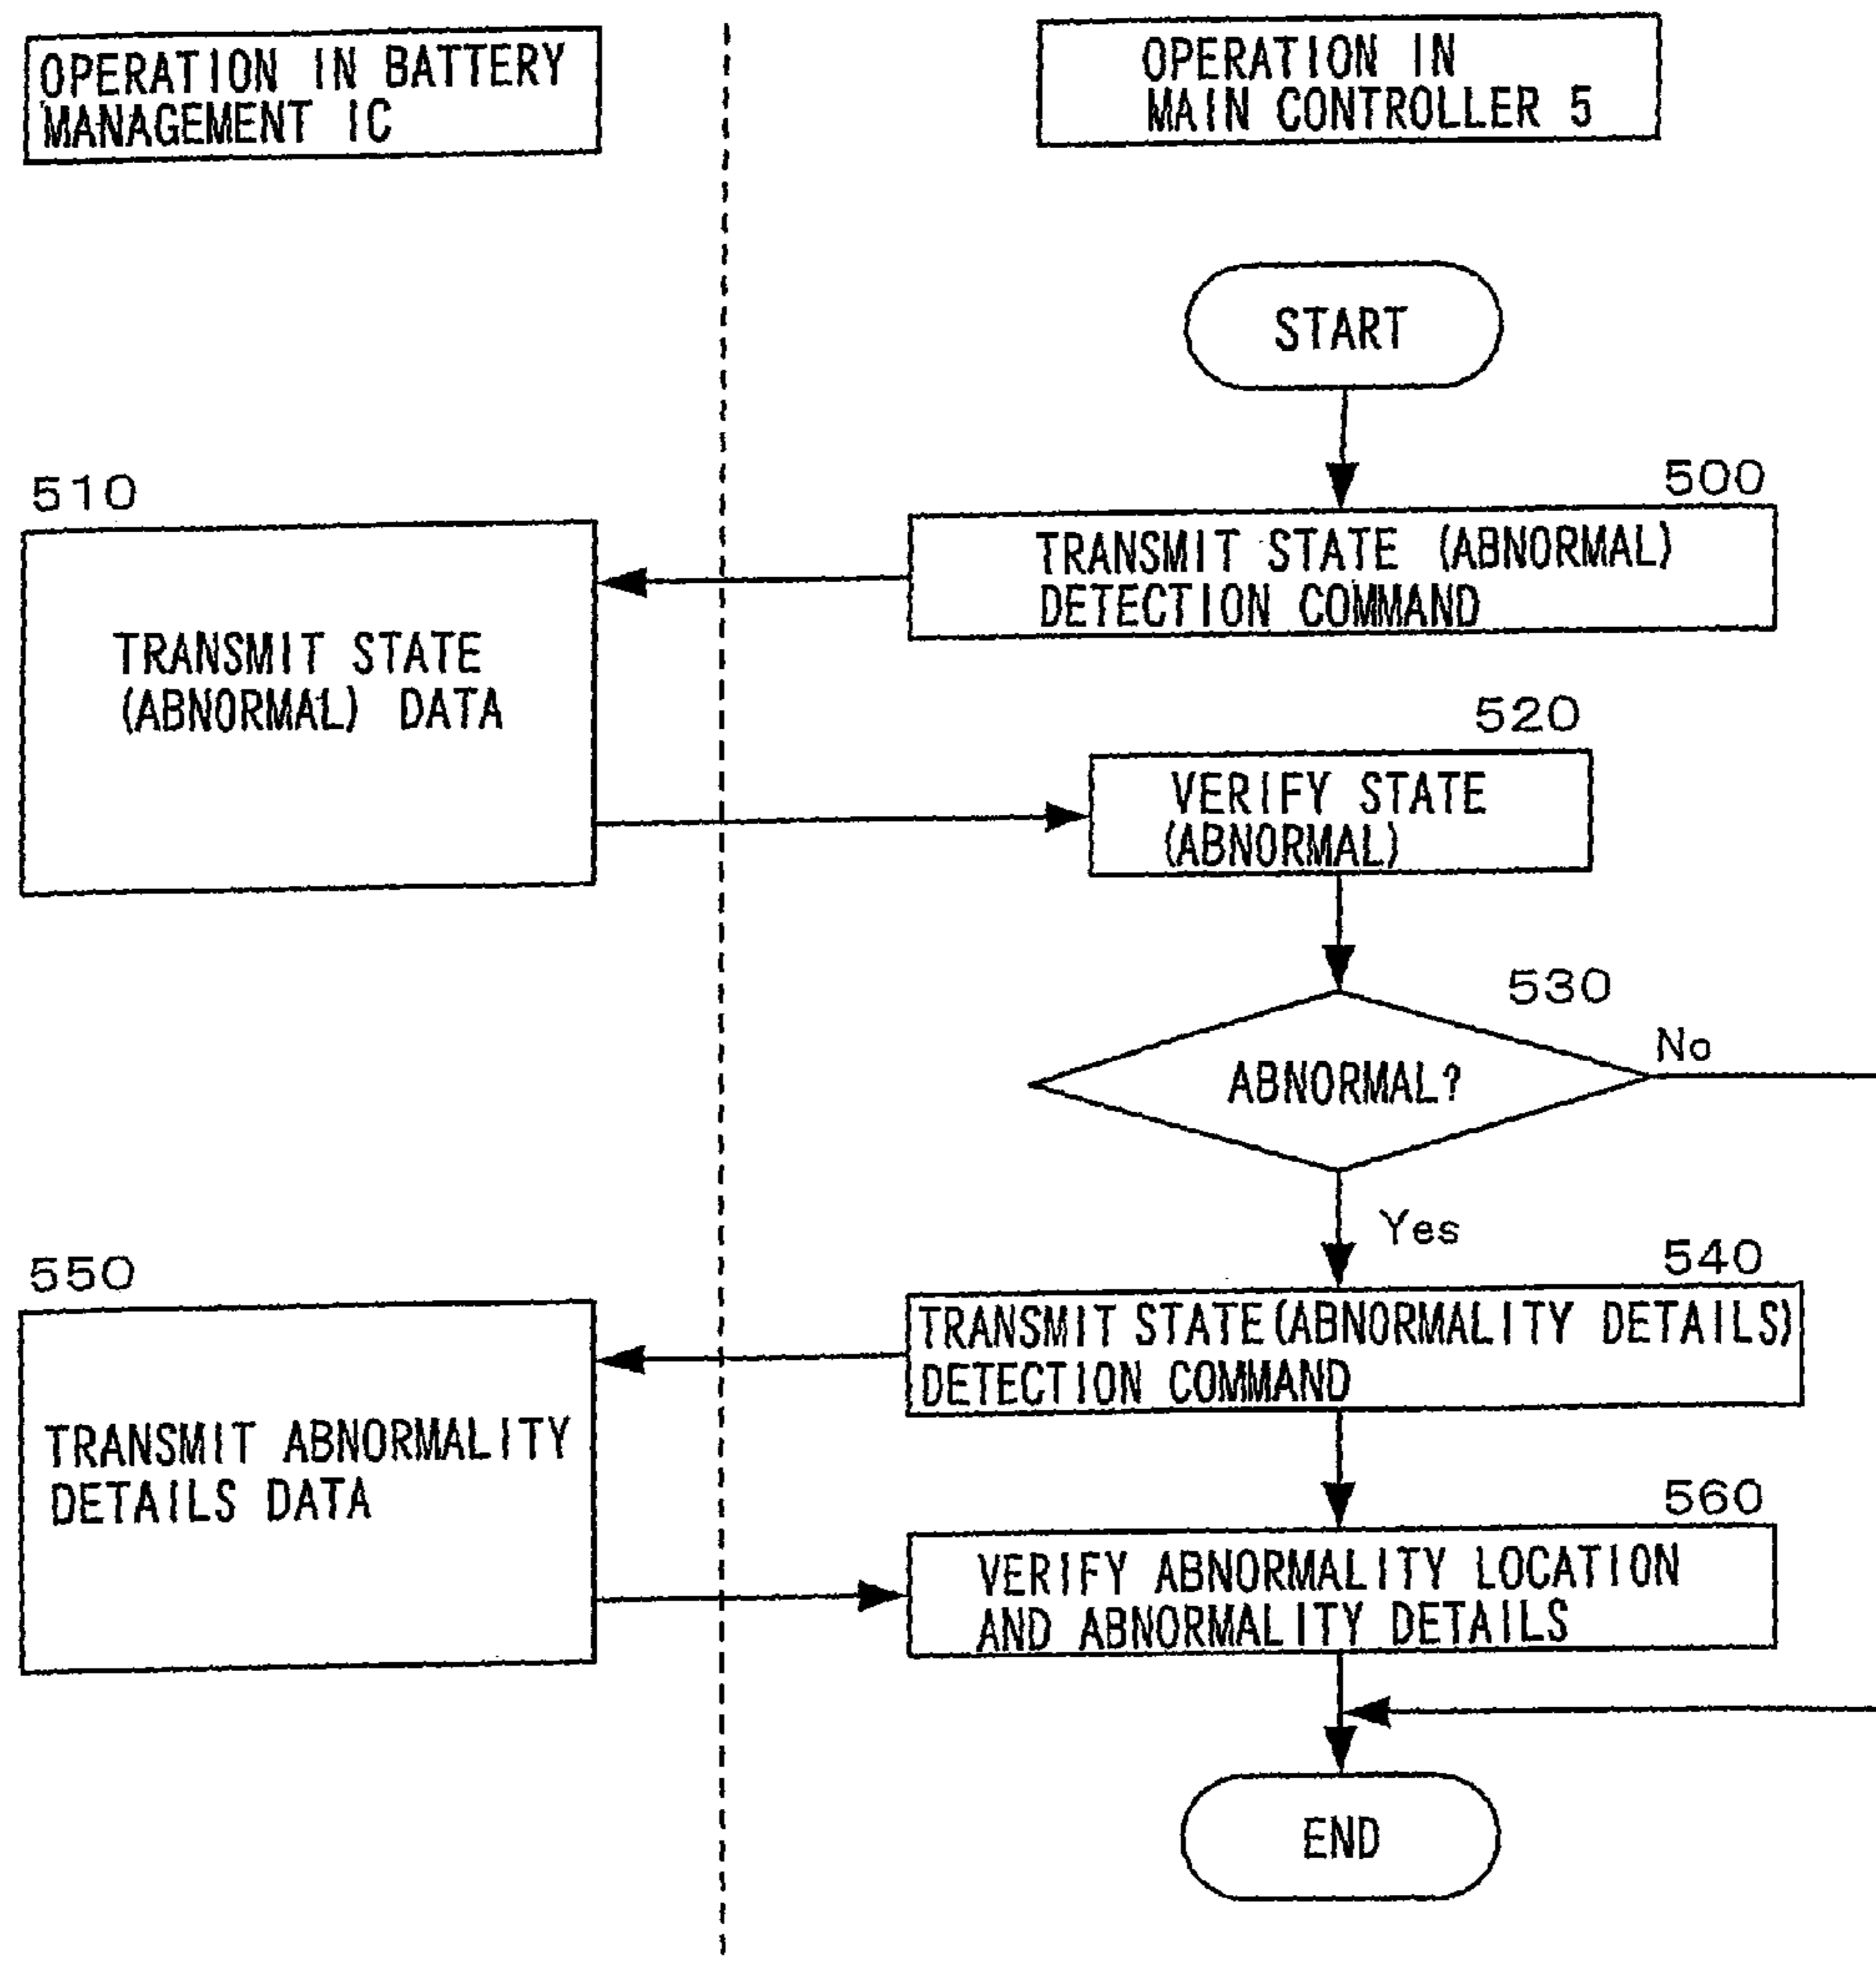 OPERATION IN BATTERY
MANAGEMENT IC
OPERATION IN
MAIN CONTROLLER 5
START
500
TRANSMIT STATE (ABNORMAL)
DETECTION COMMAND
510
TRANSMIT STATE
(ABNORMAL) DATA
520
VERIFY STATE
(ABNORMAL)
530
ABNORMAL?
No
Yes
540
TRANSMIT STATE (ABNORMALITY DETAILS)
DETECTION COMMAND
550
TRANSMIT ABNORMALITY
DETAILS DATA
560
VERIFY ABNORMALITY LOCATION
AND ABNORMALITY DETAILS
END